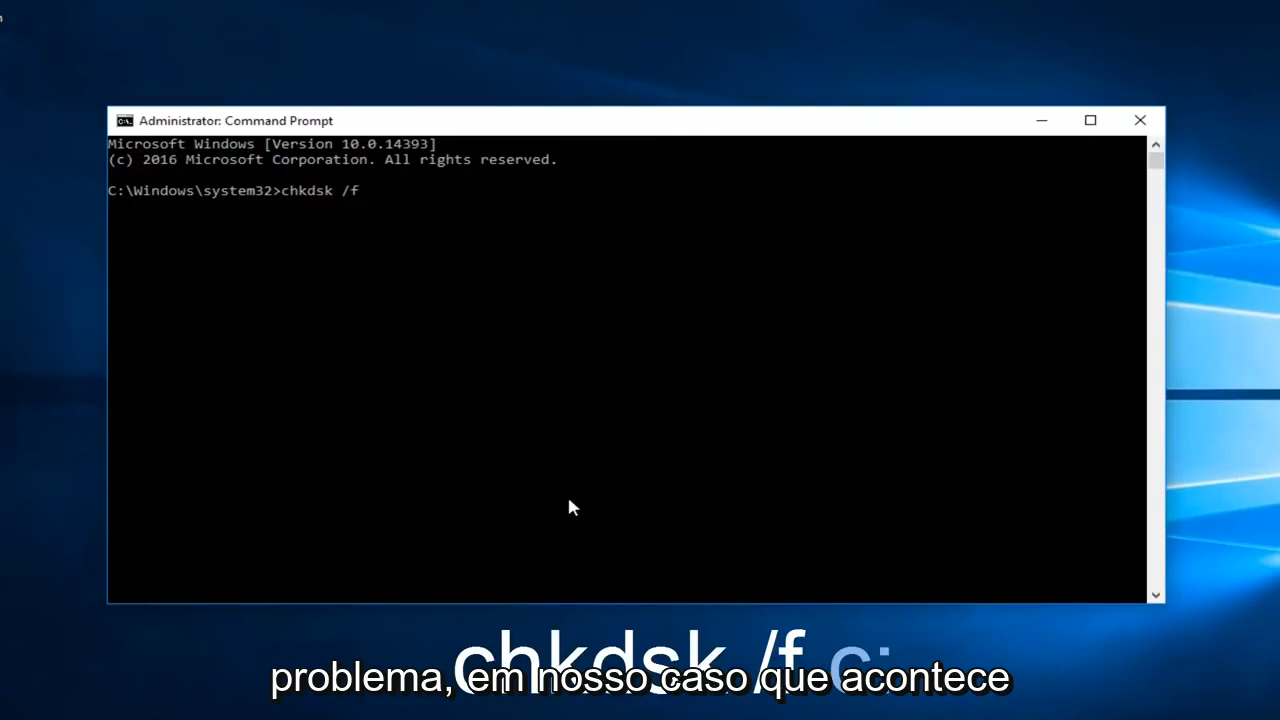 Administrator: Command Prompt
Microsoft Windows [Version 10.0.14393]
(c) 2016 Microsoft Corporation. All rights reserved.
C:\Windows\system32>chkdsk /f
chkdsk /f c:
problema, em nosso caso que acontece